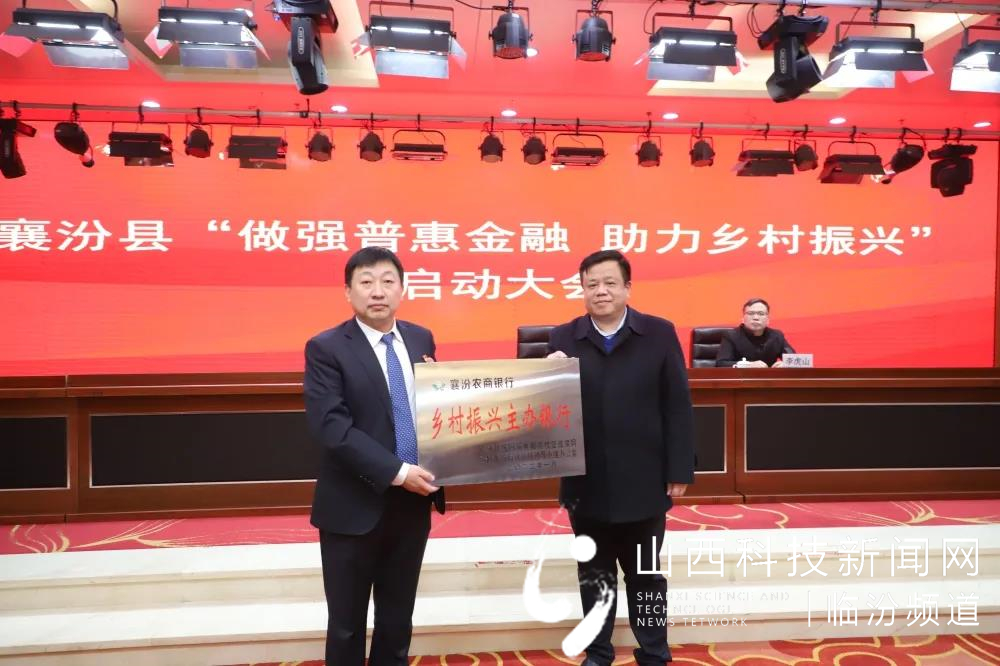 襄汾县“做强普惠金融 助力乡村振兴”
启动大会
李虎山
襄汾农商银行
乡村振兴主办银行
山西科技新闻网
SHANXI SCIENCE AND
TECHNOLOGL
NEWS TETWORK
临汾频道